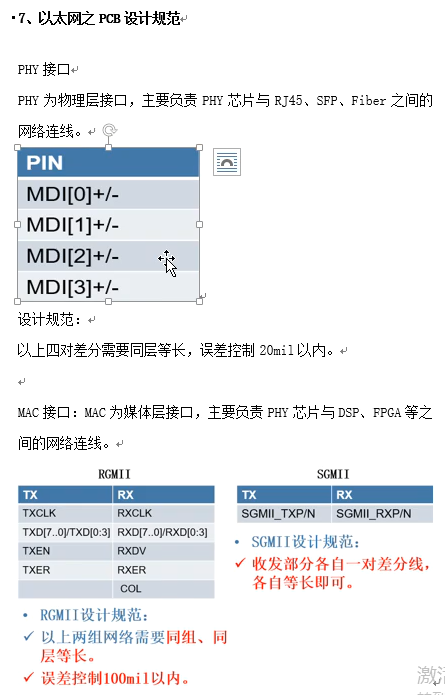 ·7、以太网之 PCB 设计规范
PHY 接口
PHY 为物理层接口，主要负责 PHY 芯片与 RJ45、SFP、Fiber 之间的
网络连线。
PIN
MDI[0]+/-
MDI[1]+/-
MDI[2]+/-
MDI[3]+/-
设计规范：
以上四对差分需要同层等长，误差控制 20mil 以内。
MAC 接口：MAC 为媒体层接口，主要负责 PHY 芯片与 DSP、FPGA 等之
间的网络连线。
RGMII
TX RX
TXCLK RXCLK
TXD[7..0]/TXD[0:3] RXD[7..0]/RXD[0:3]
TXEN RXDV
TXER RXER
COL
• RGMII设计规范：
✓ 以上两组网络需要同组、同
层等长。
✓ 误差控制100mil以内。
SGMII
TX RX
SGMII_TXP/N SGMII_RXP/N
• SGMII设计规范：
✓ 收发部分各自一对差分线，
各自等长即可。
激